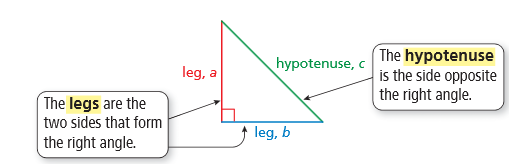 leg, a
hypotenuse, c
The hypotenuse
is the side opposite
the right angle.
The legs are the
two sides that form
the right angle.
leg, b